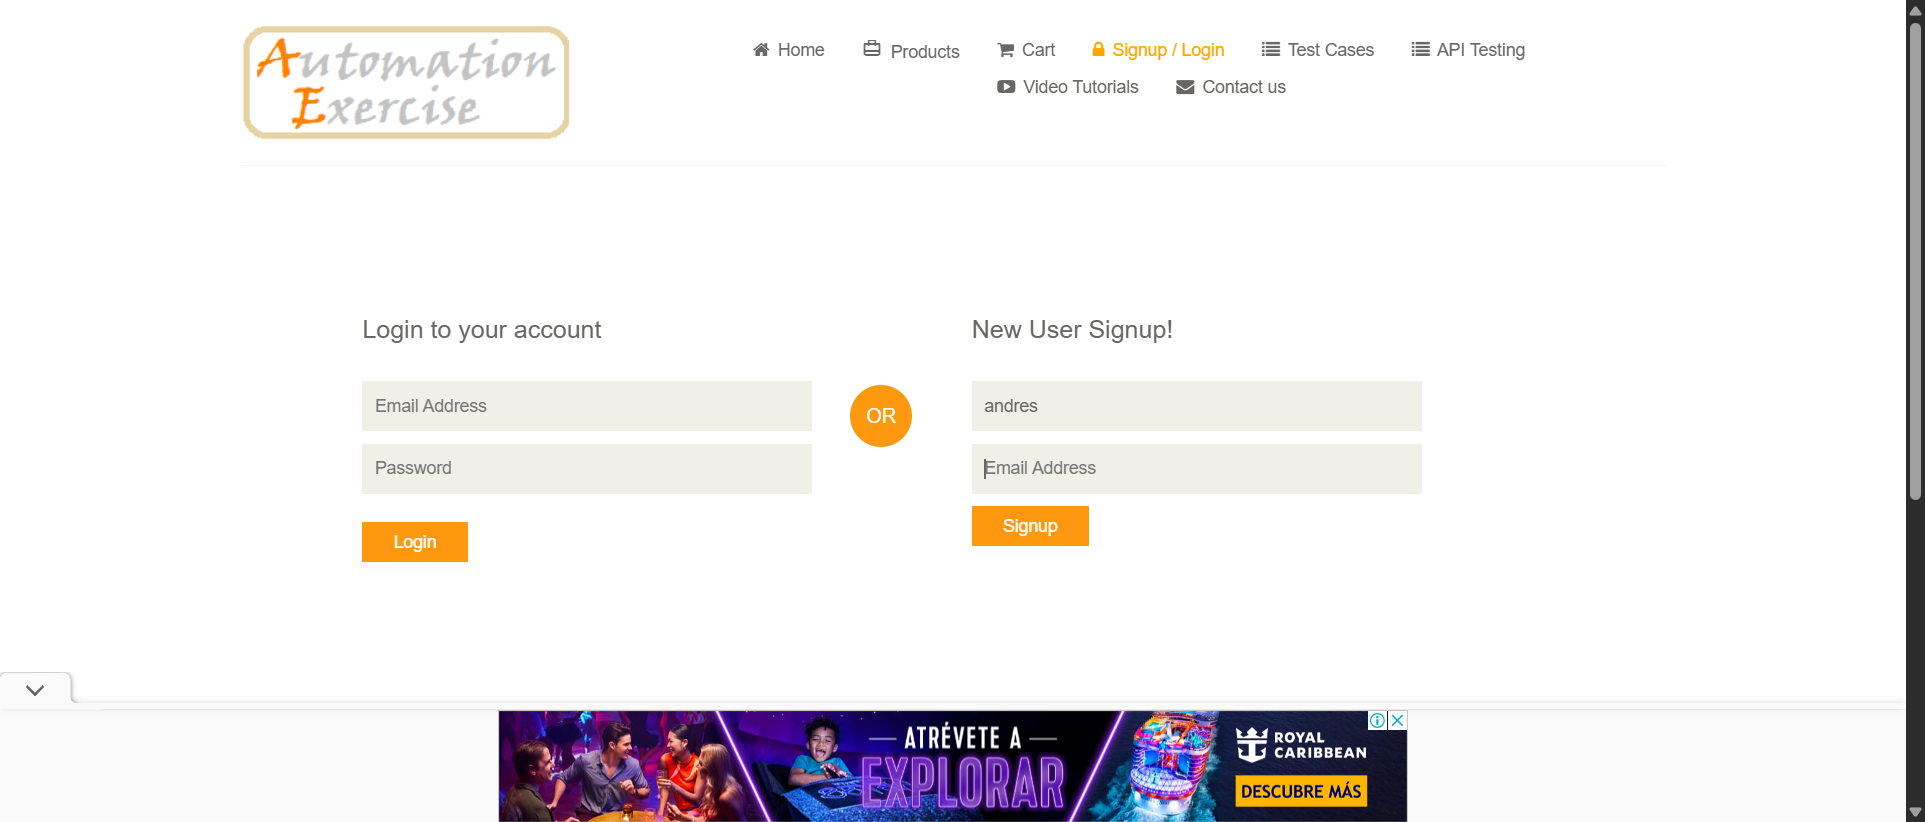 Automation
Exercise
Home
Products
Cart
Signup / Login
Test Cases
API Testing
Video Tutorials
Contact us
Login to your account
Email Address
Password
Login
OR
New User Signup!
andres
Email Address
Signup
ATRÉVETE A
EXPLORAR
ROYAL
CARIBBEAN
DESCUBRE MÁS